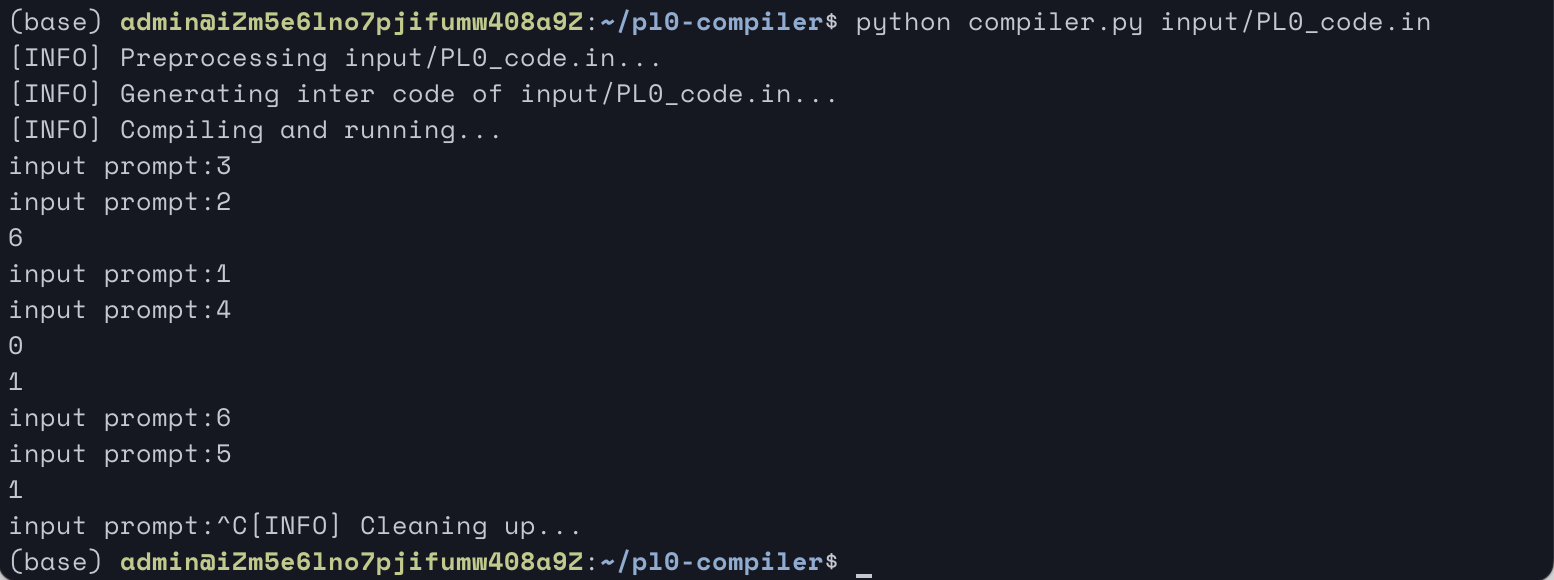 (base) admin@iZm5e6lno7pjifumw408a9Z:~/pl0-compiler$ python compiler.py input/PL0_code.in
[INFO] Preprocessing input/PL0_code.in...
[INFO] Generating inter code of input/PL0_code.in...
[INFO] Compiling and running...
input prompt:3
input prompt:2
6
input prompt:1
input prompt:4
0
1
input prompt:6
input prompt:5
1
input prompt:^C[INFO] Cleaning up...
(base) admin@iZm5e6lno7pjifumw408a9Z:~/pl0-compiler$ _